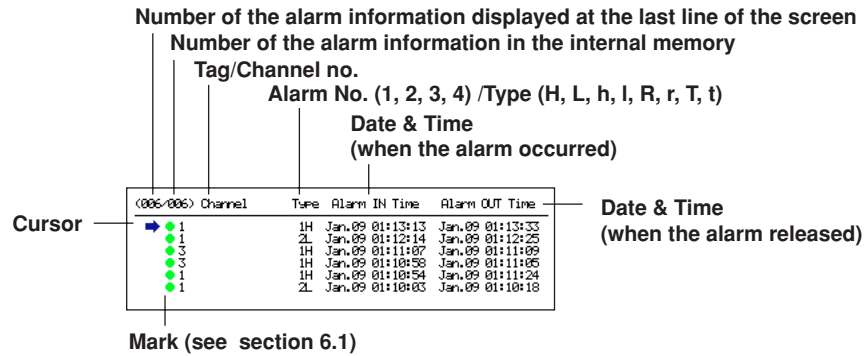 Number of the alarm information displayed at the last line of the screen
Number of the alarm information in the internal memory
Tag/Channel no.
Alarm No. (1, 2, 3, 4) /Type (H, L, h, l, R, r, T, t)
Date & Time
(when the alarm occurred)
(006/006) Channel Type Alarm IN Time Alarm OUT Time
1 1H Jan.09 01:13:13 Jan.09 01:13:33
1 2L Jan.09 01:12:14 Jan.09 01:12:25
3 1H Jan.09 01:11:07 Jan.09 01:11:09
3 1H Jan.09 01:10:58 Jan.09 01:11:05
1 1H Jan.09 01:10:54 Jan.09 01:11:24
1 2L Jan.09 01:10:03 Jan.09 01:10:18
Cursor
Date & Time
(when the alarm released)
Mark (see section 6.1)